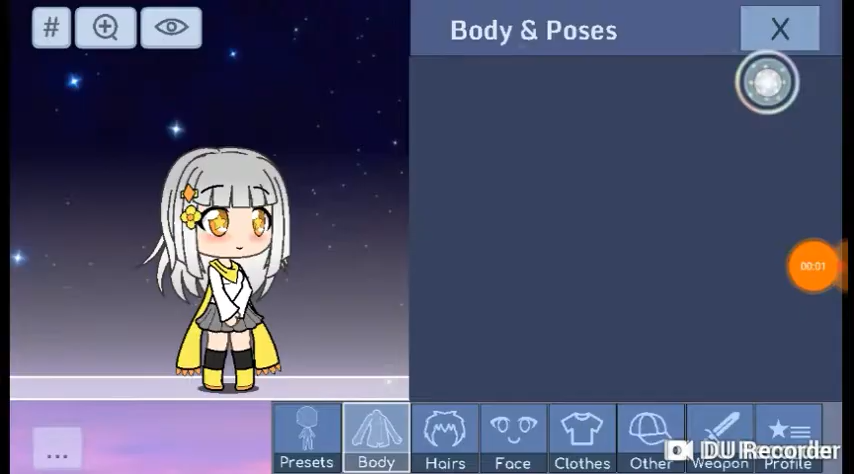 #
Body & Poses
X
00:01
...
Presets
Body
Hairs
Face
Clothes
Other
Weapon
Profile
DU Recorder